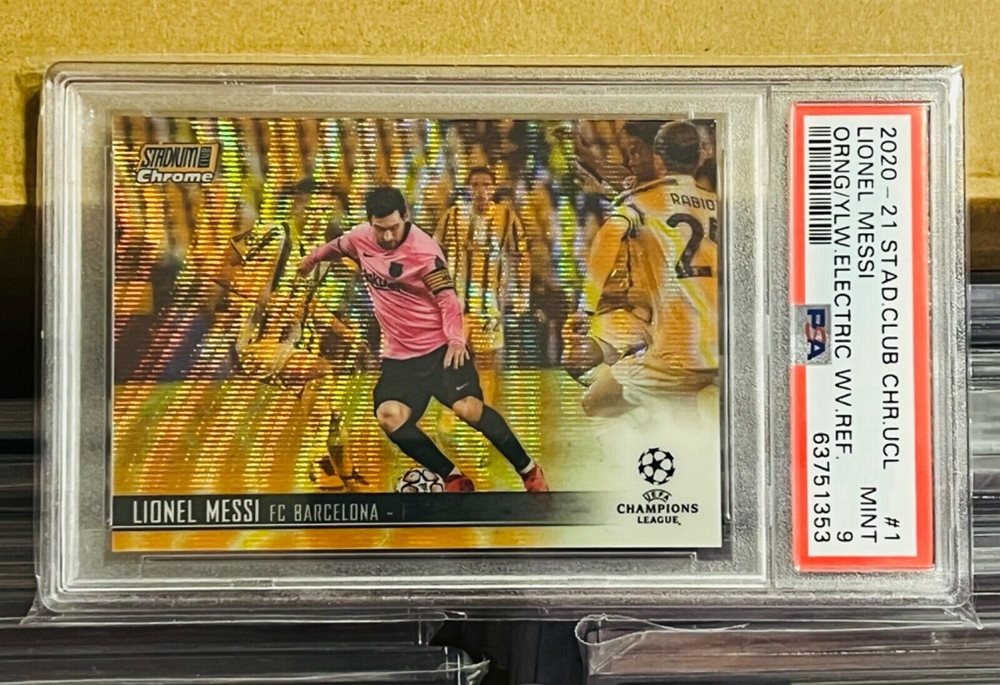 STADIUM CLUB
Chrome
RABIO
2
LIONEL MESSI FC BARCELONA -
UEFA
CHAMPIONS
LEAGUE
2020 - 21 STAD.CLUB CHR.UCL #1
LIONEL MESSI MINT
ORNG/YLW.ELECTRIC WV.REF. 9
63751353
PSA